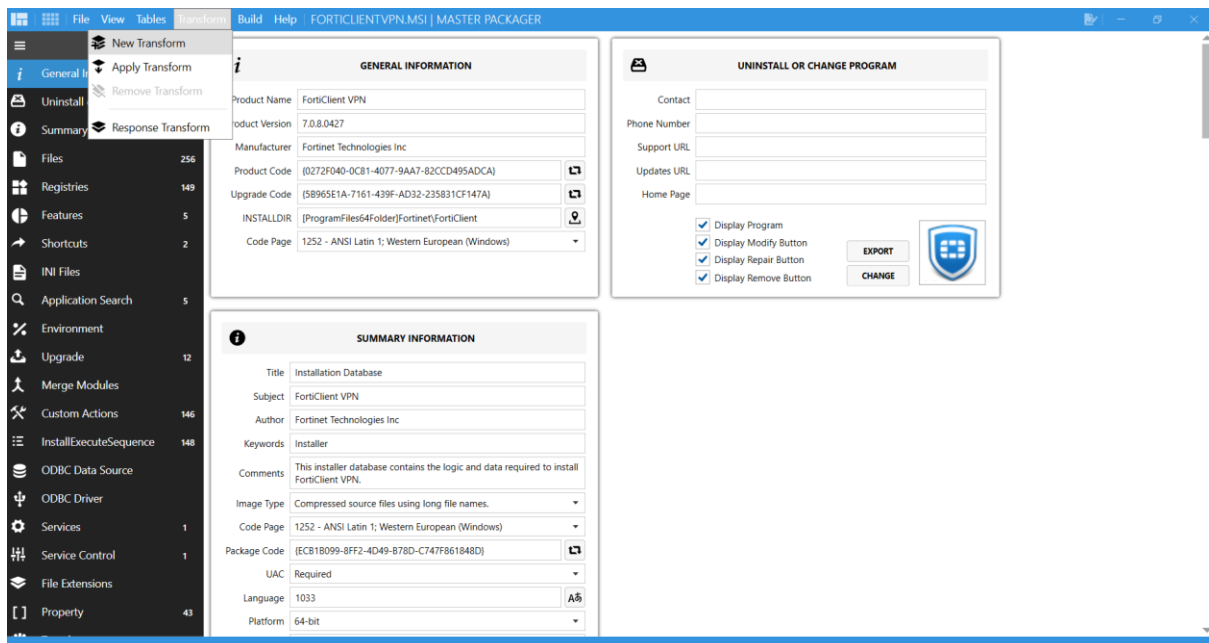 File View Tables Transform Build Help FORTICLIENTVPN.MSI | MASTER PACKAGER
New Transform
Apply Transform
Remove Transform
Response Transform
General I
Uninstall
Summary
Files 256
Registries 149
Features 5
Shortcuts 2
INI Files
Application Search 5
Environment
Upgrade 12
Merge Modules
Custom Actions 146
InstallExecuteSequence 148
ODBC Data Source
ODBC Driver
Services 1
Service Control 1
File Extensions
Property 43
GENERAL INFORMATION
Product Name FortiClient VPN
roduct Version 7.0.8.0427
Manufacturer Fortinet Technologies Inc
Product Code {0272F040-0C81-4077-9AA7-82CCD495ADCA}
Upgrade Code {5B965E1A-7161-439F-AD32-235831CF147A}
INSTALLDIR [ProgramFiles64Folder]Fortinet\FortiClient
Code Page 1252 - ANSI Latin 1; Western European (Windows)
UNINSTALL OR CHANGE PROGRAM
Contact
Phone Number
Support URL
Updates URL
Home Page
Display Program
Display Modify Button
Display Repair Button
Display Remove Button
EXPORT
CHANGE
SUMMARY INFORMATION
Title Installation Database
Subject FortiClient VPN
Author Fortinet Technologies Inc
Keywords Installer
Comments This installer database contains the logic and data required to install
FortiClient VPN.
Image Type Compressed source files using long file names.
Code Page 1252 - ANSI Latin 1; Western European (Windows)
Package Code {ECB1B099-8FF2-4D49-B78D-C747F861848D}
UAC Required
Language 1033
Platform 64-bit